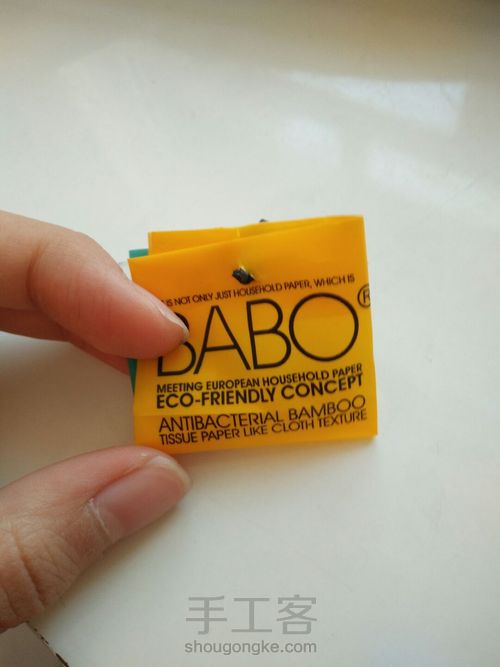 IS NOT ONLY JUST HOUSEHOLD PAPER, WHICH IS
BABO®
MEETING EUROPEAN HOUSEHOLD PAPER
ECO-FRIENDLY CONCEPT
ANTIBACTERIAL BAMBOO
TISSUE PAPER LIKE CLOTH TEXTURE
手工客
shougongke.com